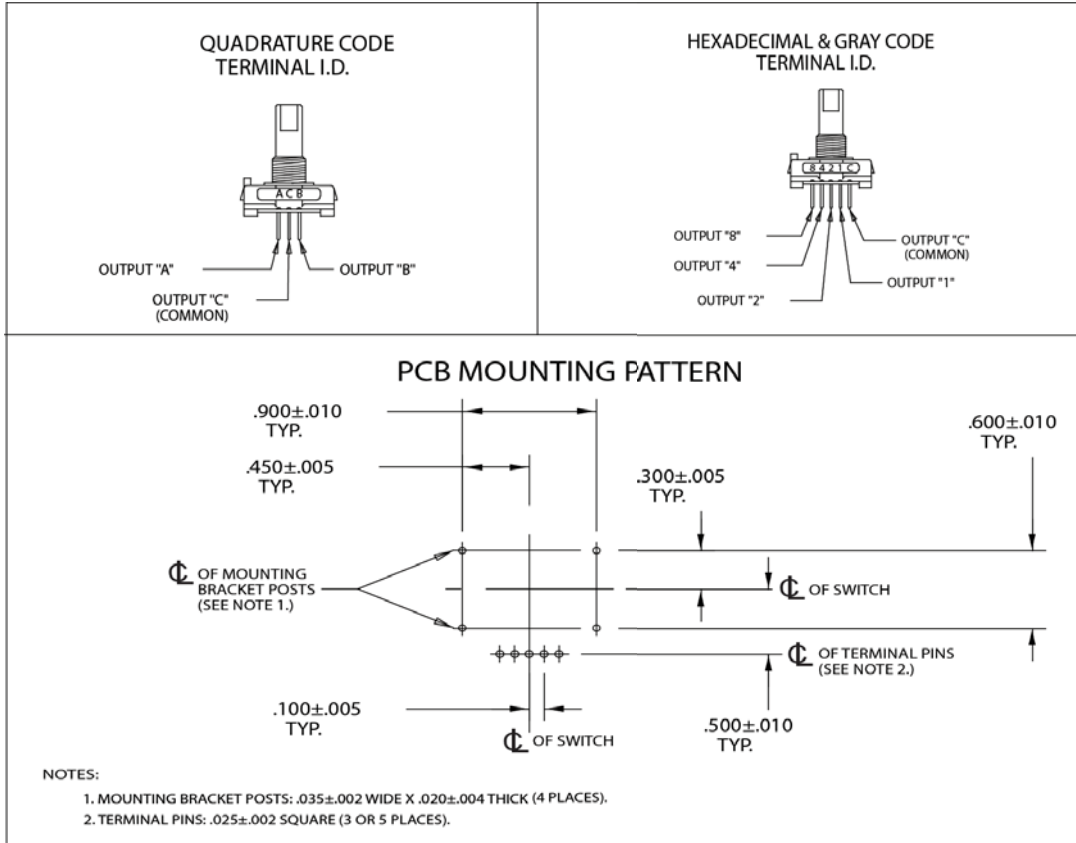 QUADRATURE CODE
TERMINAL I.D.
A C B
OUTPUT "A"
OUTPUT "B"
OUTPUT "C"
(COMMON)
HEXADECIMAL & GRAY CODE
TERMINAL I.D.
8 4 2 1 C
OUTPUT "8"
OUTPUT "C"
(COMMON)
OUTPUT "4"
OUTPUT "1"
OUTPUT "2"
PCB MOUNTING PATTERN
.900±.010
TYP.
.600±.010
TYP.
.450±.005
TYP.
.300±.005
TYP.
℄ OF MOUNTING
BRACKET POSTS
(SEE NOTE 1.)
℄ OF SWITCH
℄ OF TERMINAL PINS
(SEE NOTE 2.)
.100±.005
TYP.
.500±.010
TYP.
℄ OF SWITCH
NOTES:
1. MOUNTING BRACKET POSTS: .035±.002 WIDE X .020±.004 THICK (4 PLACES).
2. TERMINAL PINS: .025±.002 SQUARE (3 OR 5 PLACES).